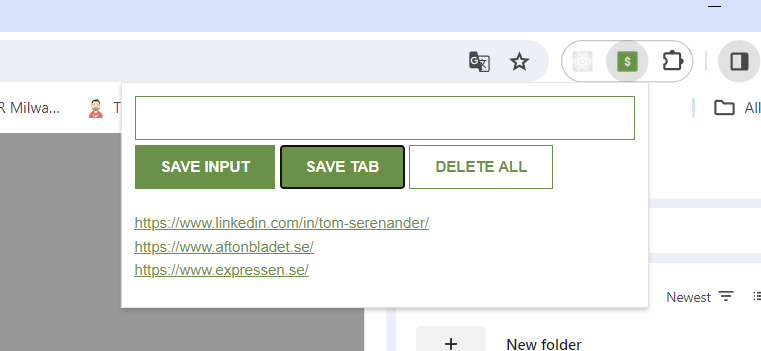 $
R Milwa...
T
All
SAVE INPUT
SAVE TAB
DELETE ALL
https://www.linkedin.com/in/tom-serenander/
https://www.aftonbladet.se/
https://www.expressen.se/
Newest
New folder